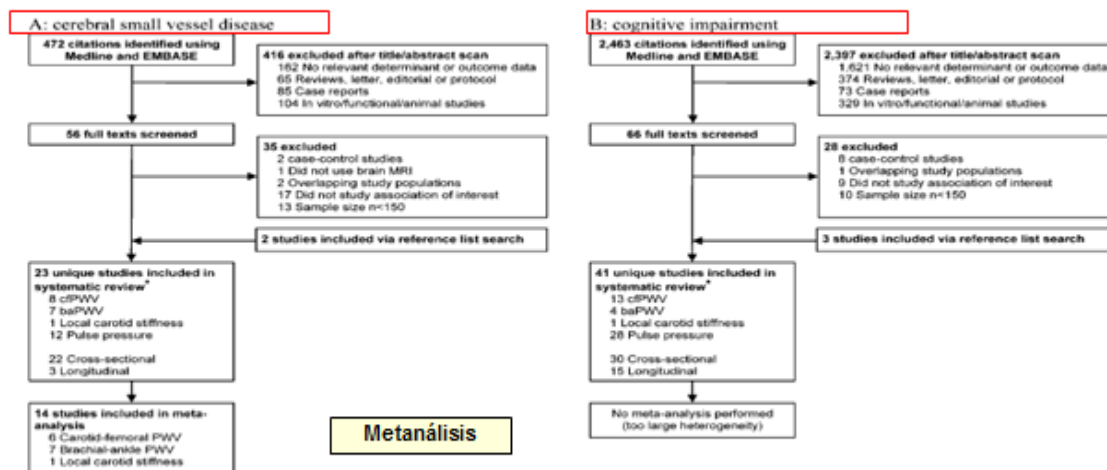 A: cerebral small vessel disease
472 citations identified using
Medline and EMBASE
416 excluded after title/abstract scan
162 No relevant determinant or outcome data
65 Reviews, letter, editorial or protocol
85 Case reports
104 In vitro/functional/animal studies
56 full texts screened
35 excluded
2 case-control studies
1 Did not use brain MRI
2 Overlapping study populations
17 Did not study association of interest
13 Sample size n<150
2 studies included via reference list search
23 unique studies included in
systematic review*
8 cfPWV
7 baPWV
1 Local carotid stiffness
12 Pulse pressure
22 Cross-sectional
3 Longitudinal
14 studies included in meta-
analysis
6 Carotid-femoral PWV
7 Brachial-ankle PWV
1 Local carotid stiffness
Metanálisis
B: cognitive impairment
2,463 citations identified using
Medline and EMBASE
2,397 excluded after title/abstract scan
1,621 No relevant determinant or outcome data
374 Reviews, letter, editorial or protocol
73 Case reports
329 In vitro/functional/animal studies
66 full texts screened
28 excluded
8 case-control studies
1 Overlapping study populations
9 Did not study association of interest
10 Sample size n<150
3 studies included via reference list search
41 unique studies included in
systematic review*
13 cfPWV
4 baPWV
1 Local carotid stiffness
28 Pulse pressure
30 Cross-sectional
15 Longitudinal
No meta-analysis performed
(too large heterogeneity)